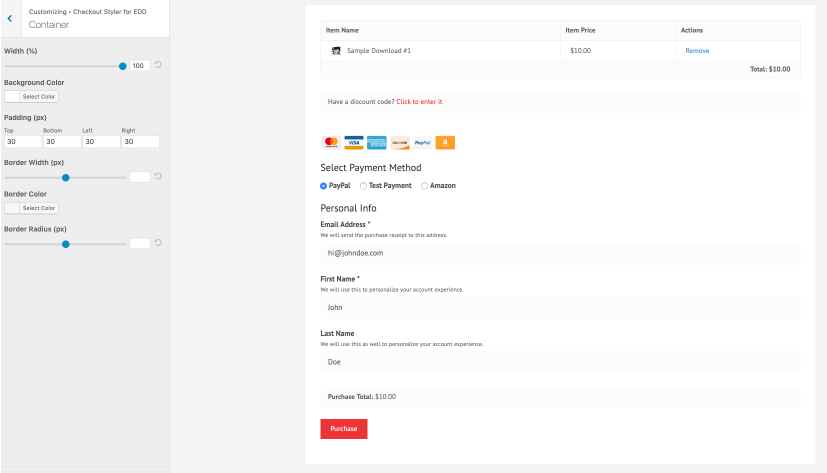 Customizing • Checkout Styler for EDD
Container
Width (%)
100
Background Color
Select Color
Padding (px)
Top Bottom Left Right
30 30 30 30
Border Width (px)
Border Color
Select Color
Border Radius (px)
Item Name Item Price Actions
Sample Download #1 $10.00 Remove
Total: $10.00
Have a discount code? Click to enter it
VISA DISCOVER PayPal
Select Payment Method
PayPal Test Payment Amazon
Personal Info
Email Address *
We will send the purchase receipt to this address.
hi@johndoe.com
First Name *
We will use this to personalize your account experience.
John
Last Name
We will use this as well to personalize your account experience.
Doe
Purchase Total: $10.00
Purchase